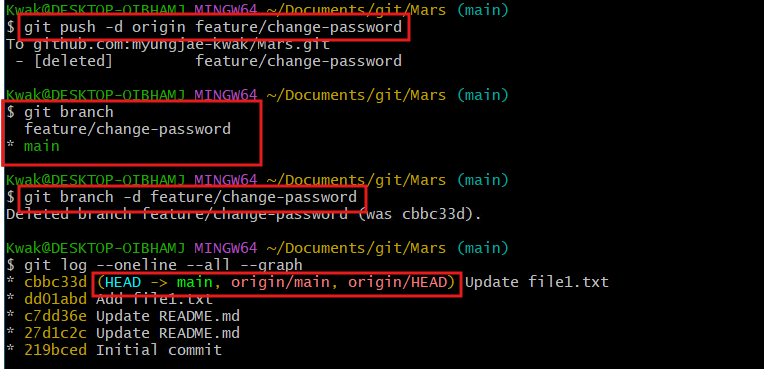 Kwak@DESKTOP-OIBHAMJ MINGW64 ~/Documents/git/Mars (main)
$ git push -d origin feature/change-password
To github.com:myungjae-kwak/Mars.git
 - [deleted]         feature/change-password
Kwak@DESKTOP-OIBHAMJ MINGW64 ~/Documents/git/Mars (main)
$ git branch
  feature/change-password
* main
Kwak@DESKTOP-OIBHAMJ MINGW64 ~/Documents/git/Mars (main)
$ git branch -d feature/change-password
Deleted branch feature/change-password (was cbbc33d).
Kwak@DESKTOP-OIBHAMJ MINGW64 ~/Documents/git/Mars (main)
$ git log --oneline --all --graph
* cbbc33d (HEAD -> main, origin/main, origin/HEAD) Update file1.txt
* dd01abd Add file1.txt
* c7dd36e Update README.md
* 27d1c2c Update README.md
* 219bced Initial commit